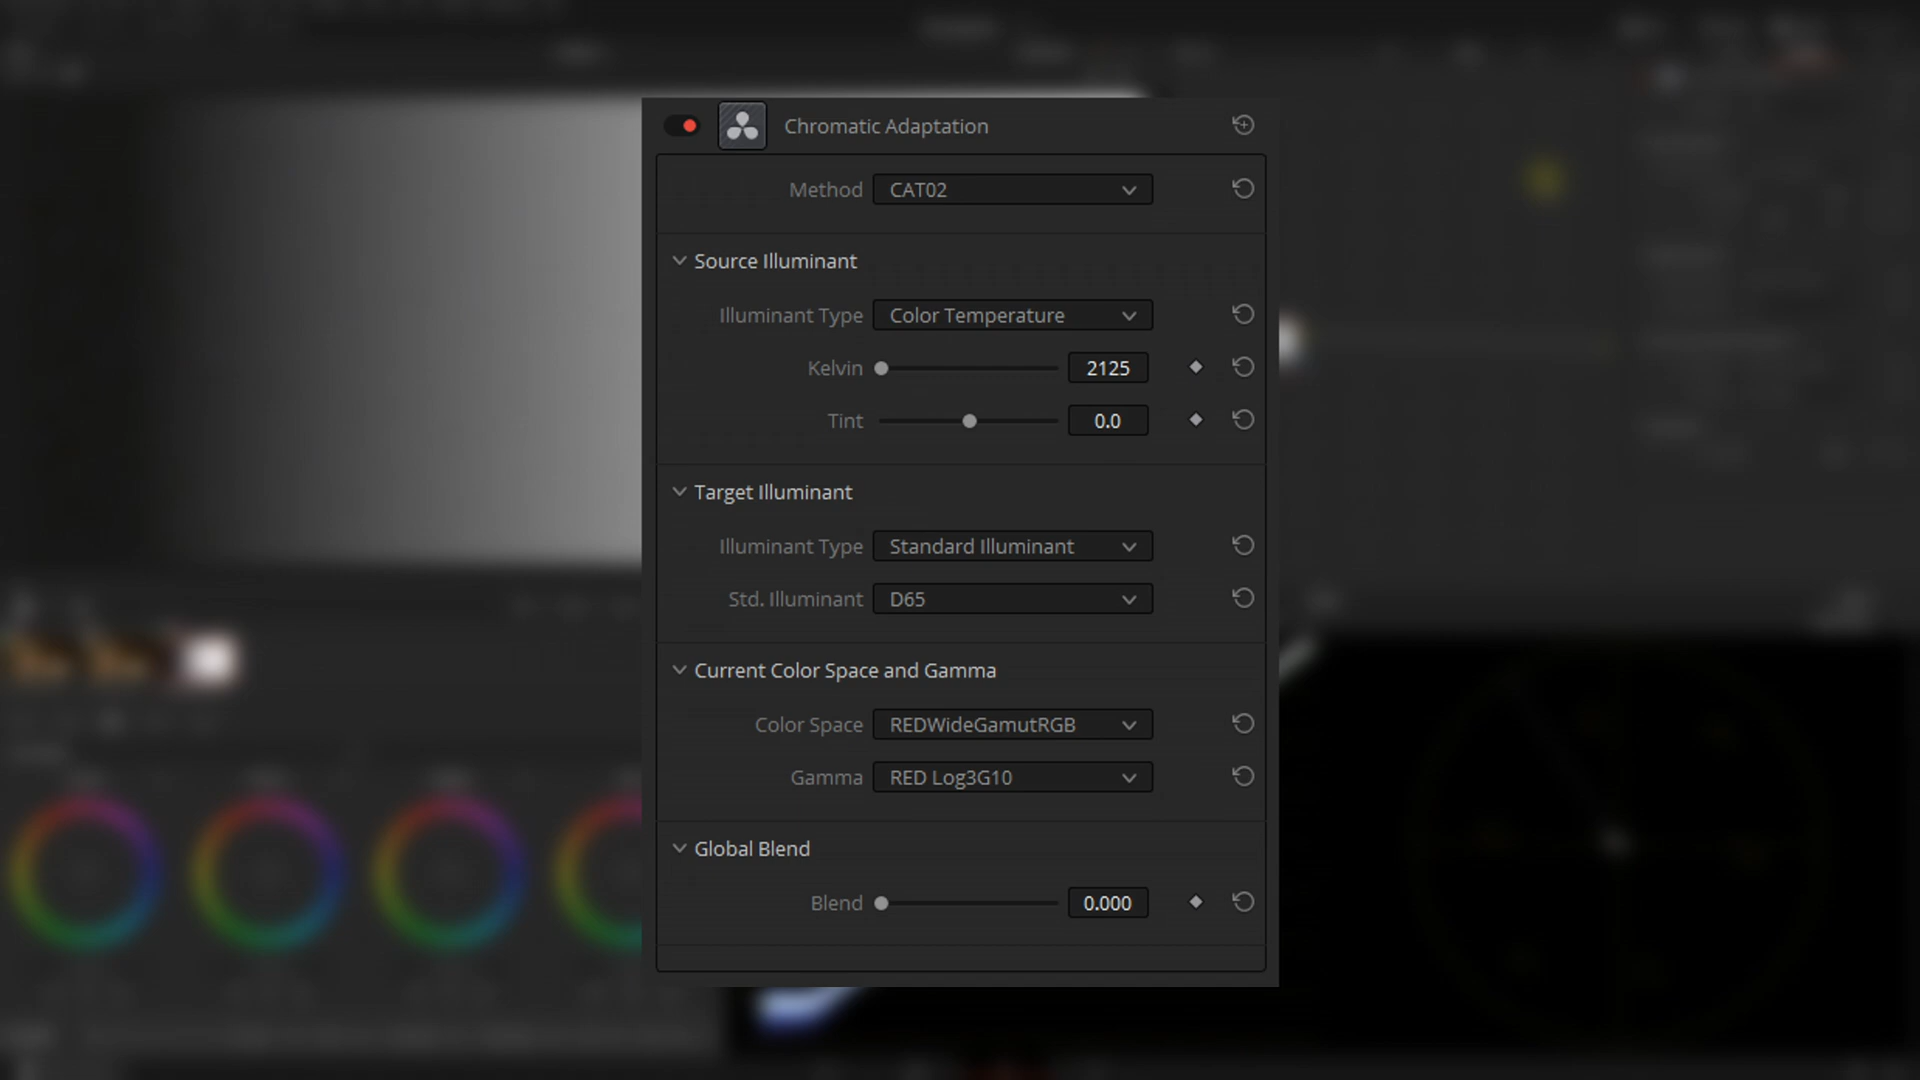 Chromatic Adaptation
Method CAT02
Source Illuminant
Illuminant Type Color Temperature
Kelvin 2125
Tint 0.0
Target Illuminant
Illuminant Type Standard Illuminant
Std. Illuminant D65
Current Color Space and Gamma
Color Space REDWideGamutRGB
Gamma RED Log3G10
Global Blend
Blend 0.000